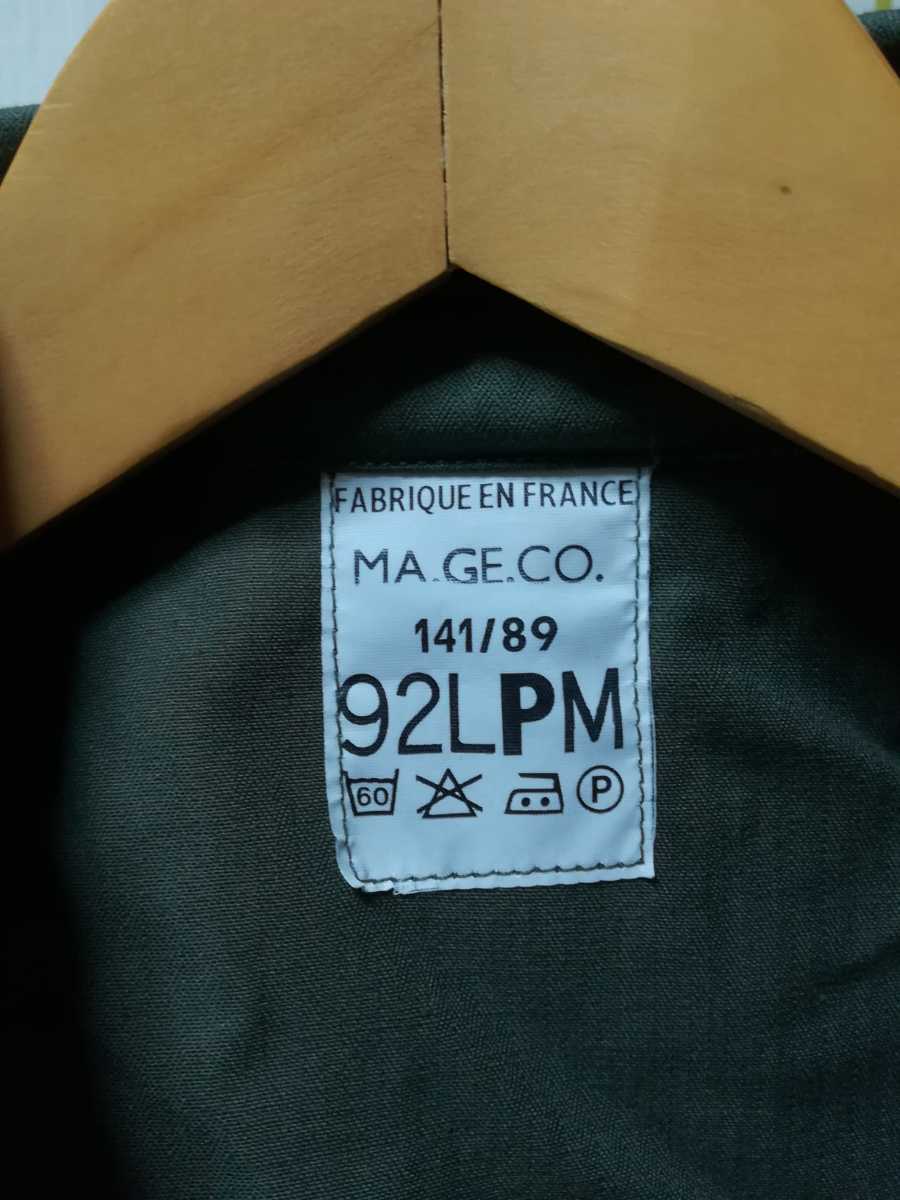 FABRIQUE EN FRANCE
MA.GE.CO.
141/89
92LPM
60 P